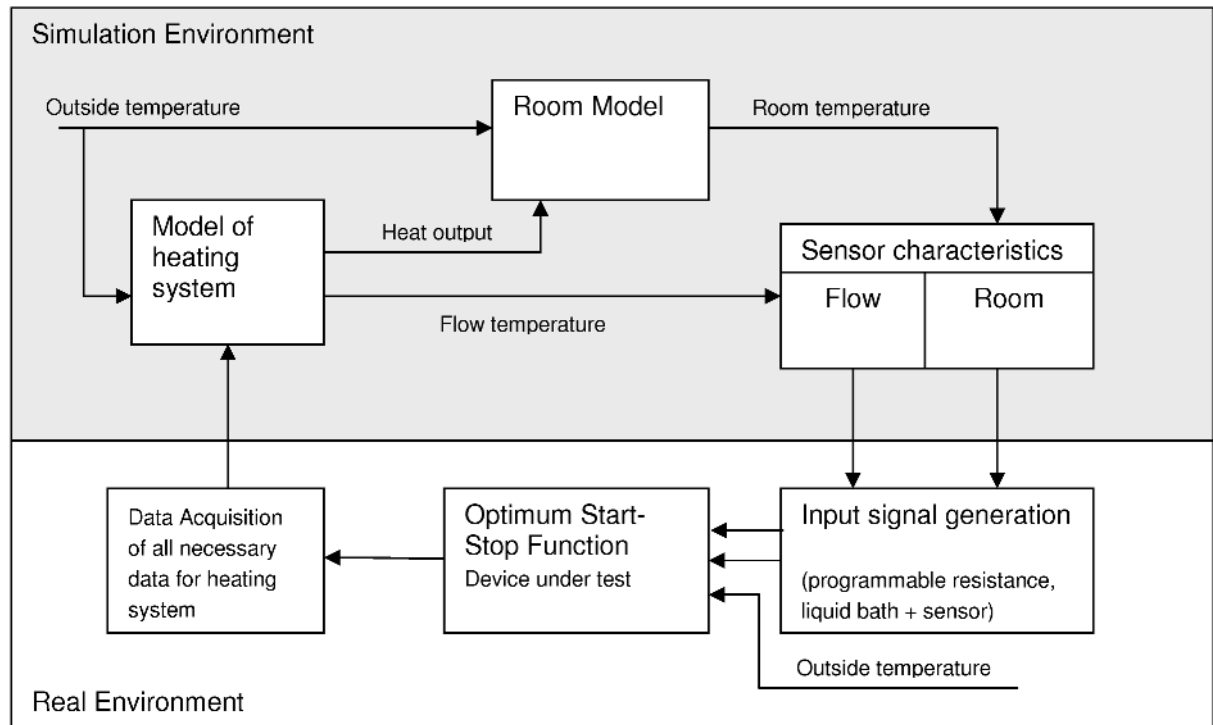 Simulation Environment
Outside temperature
Room Model
Room temperature
Model of
heating
system
Heat output
Flow temperature
Sensor characteristics
Flow
Room
Data Acquisition
of all necessary
data for heating
system
Optimum Start-
Stop Function
Device under test
Input signal generation
(programmable resistance,
liquid bath + sensor)
Outside temperature
Real Environment